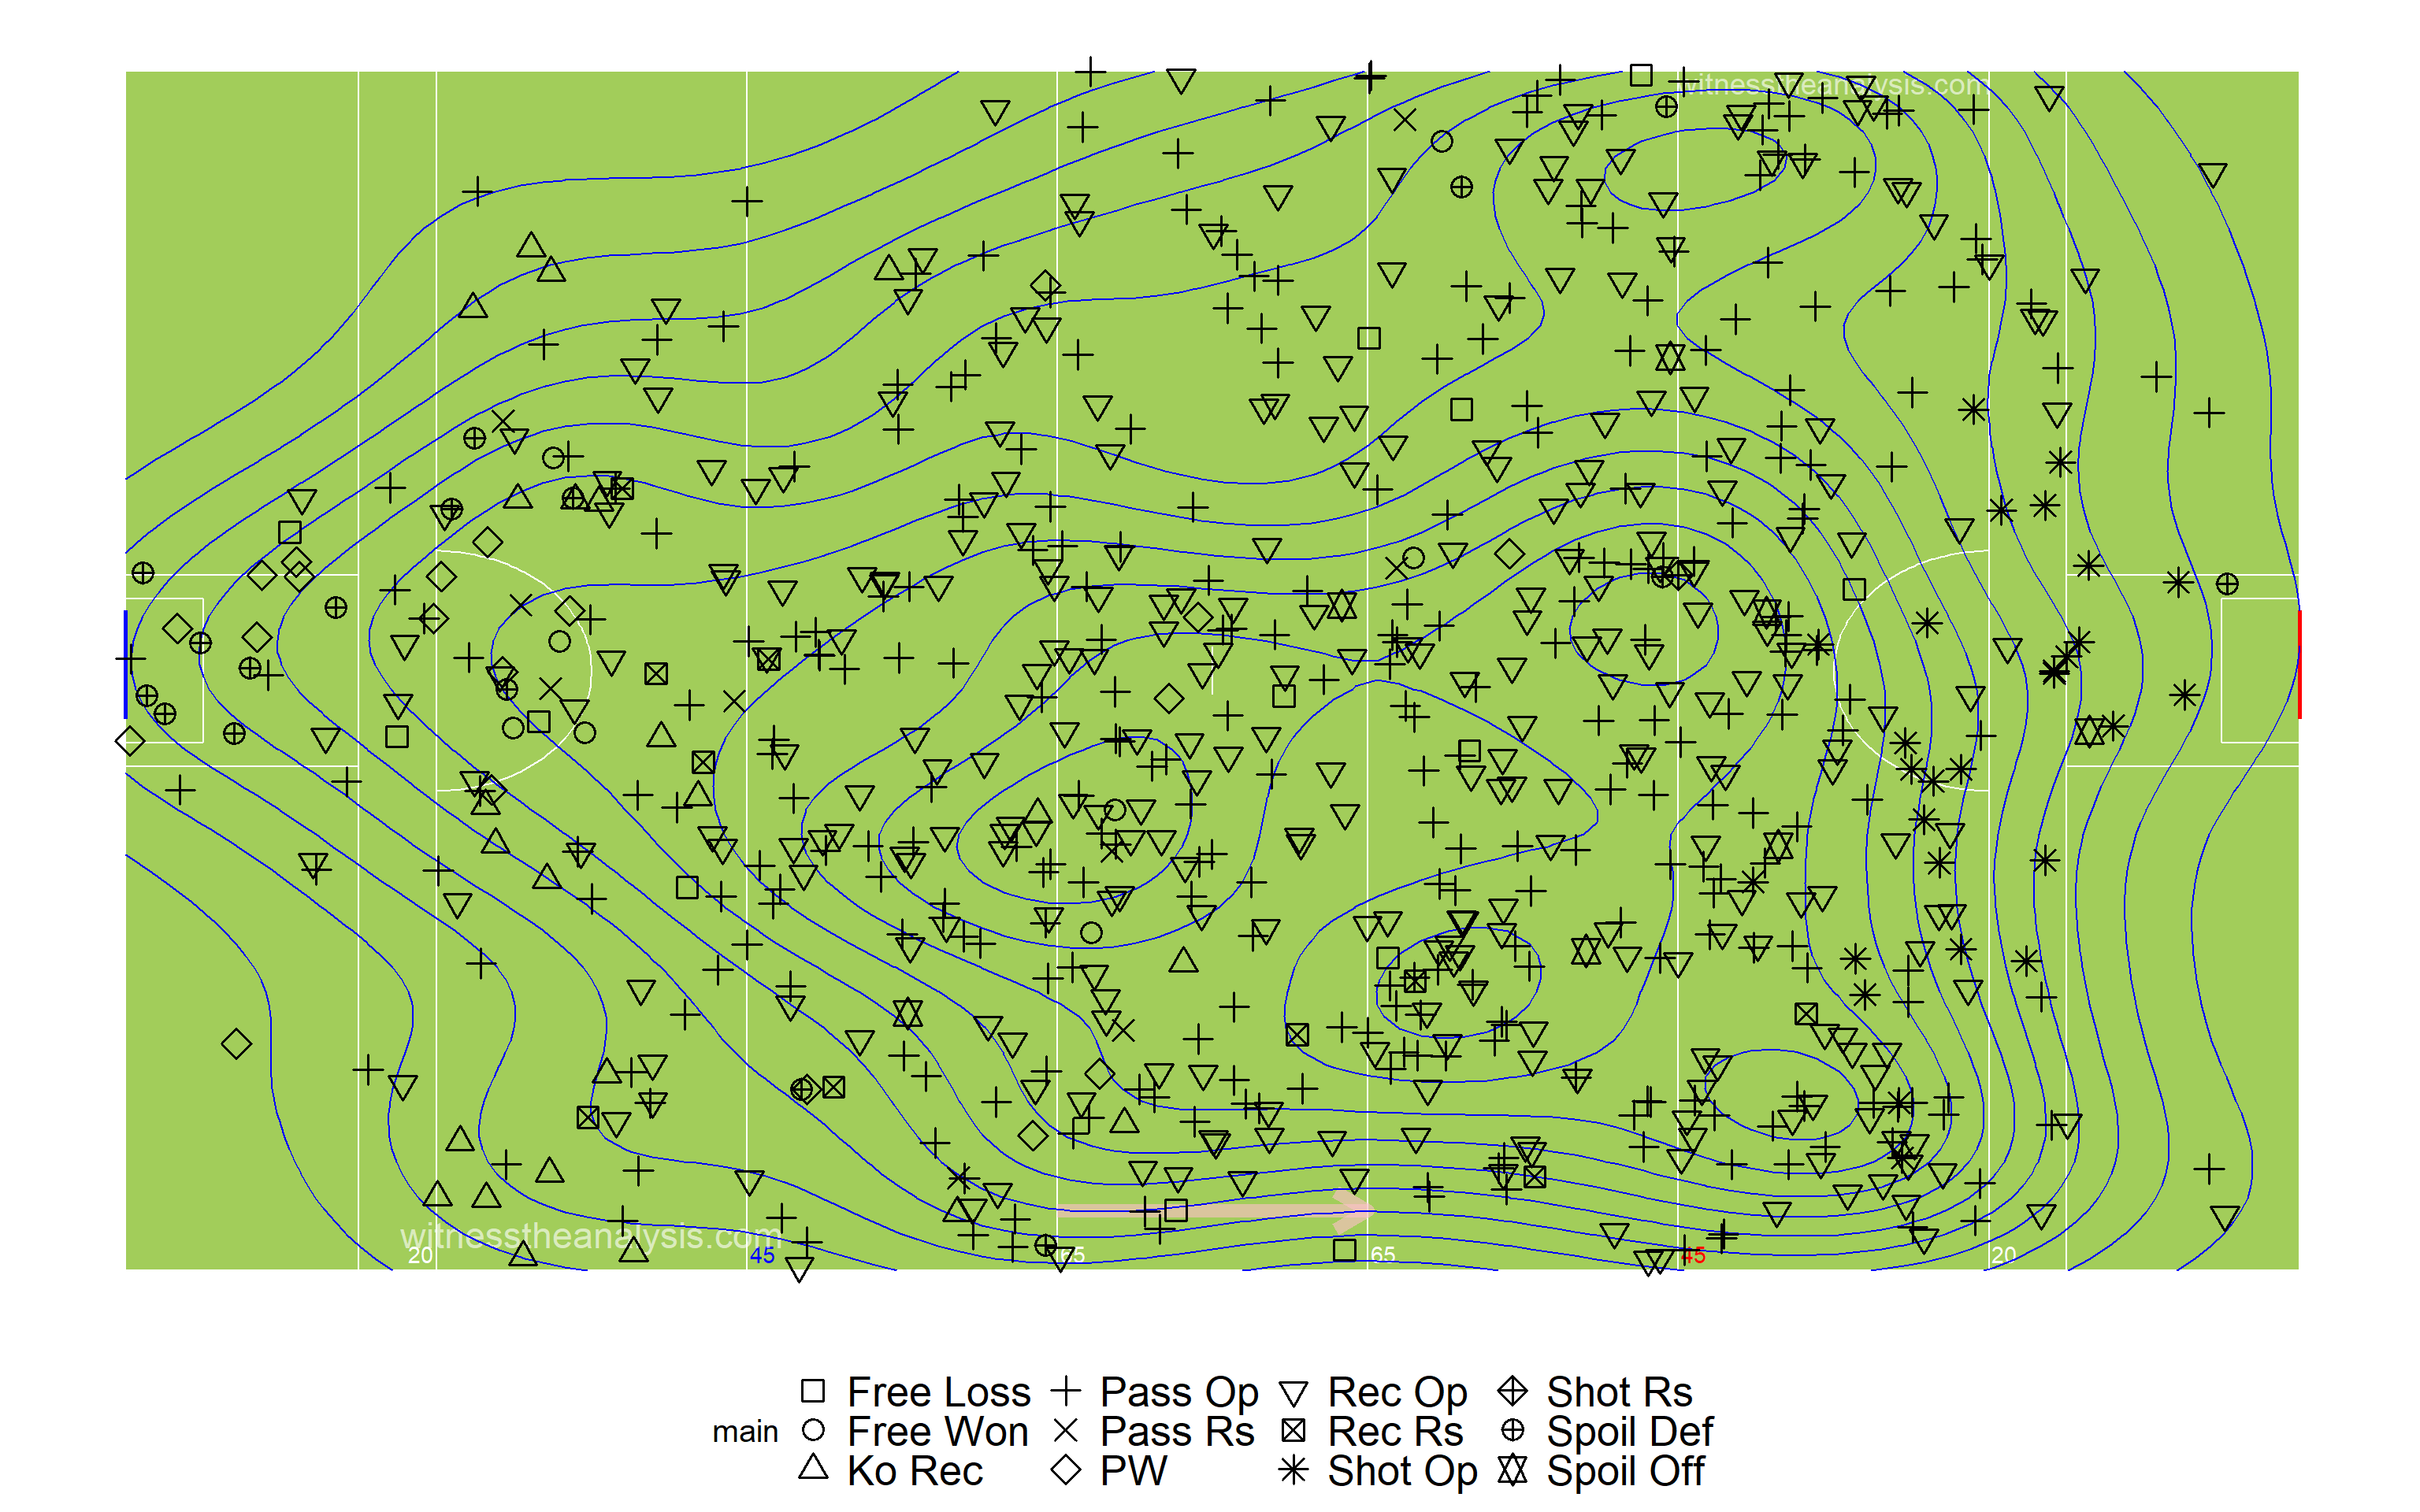 witnesstheanalysis.com
witnesstheanalysis.com
20 45 65 65 45 20
Free Loss Pass Op Rec Op Shot Rs
main Free Won Pass Rs Rec Rs Spoil Def
Ko Rec PW Shot Op Spoil Off